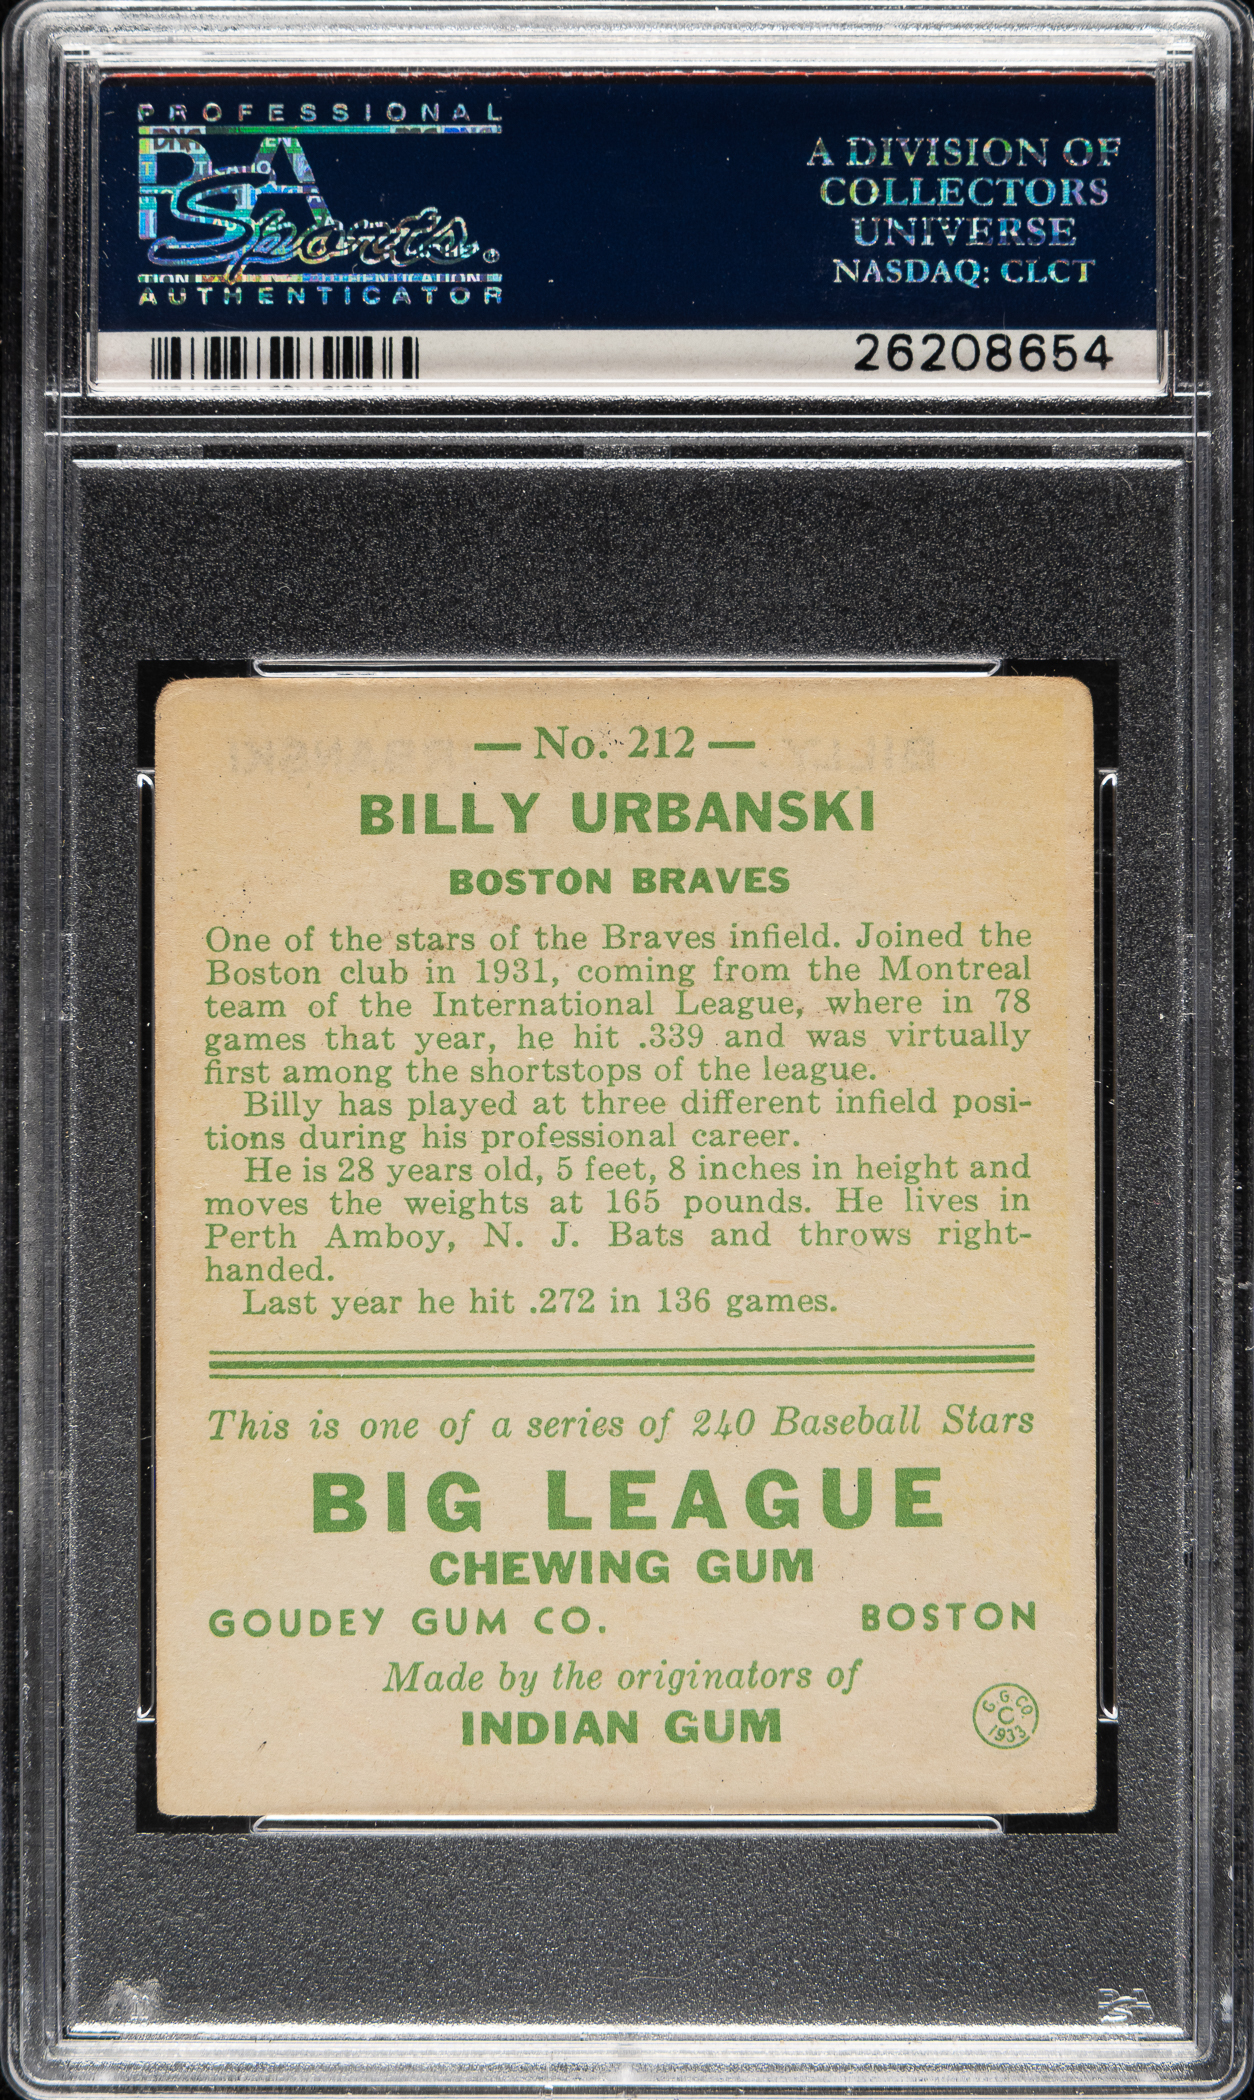 PROFESSIONAL
PSA
Sports
AUTHENTICATOR
A DIVISION OF
COLLECTORS
UNIVERSE
NASDAQ: CLCT
26208654
— No. 212 —
BILLY URBANSKI
BOSTON BRAVES
One of the stars of the Braves infield. Joined the
Boston club in 1931, coming from the Montreal
team of the International League, where in 78
games that year, he hit .339 and was virtually
first among the shortstops of the league.
Billy has played at three different infield posi-
tions during his professional career.
He is 28 years old, 5 feet, 8 inches in height and
moves the weights at 165 pounds. He lives in
Perth Amboy, N. J. Bats and throws right-
handed.
Last year he hit .272 in 136 games.
This is one of a series of 240 Baseball Stars
BIG LEAGUE
CHEWING GUM
GOUDEY GUM CO. BOSTON
Made by the originators of
INDIAN GUM
G. G. CO.
C
1933
PSA